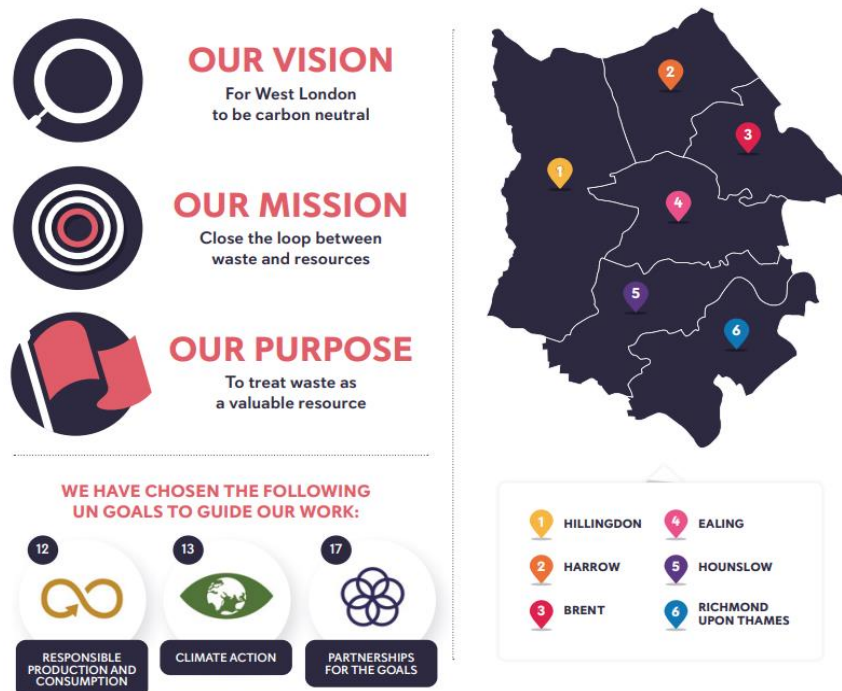 OUR VISION
For West London
to be carbon neutral
OUR MISSION
Close the loop between
waste and resources
OUR PURPOSE
To treat waste as
a valuable resource
WE HAVE CHOSEN THE FOLLOWING
UN GOALS TO GUIDE OUR WORK:
12
RESPONSIBLE
PRODUCTION AND
CONSUMPTION
13
CLIMATE ACTION
17
PARTNERSHIPS
FOR THE GOALS
2
3
1
4
5
6
1 HILLINGDON
2 HARROW
3 BRENT
4 EALING
5 HOUNSLOW
6 RICHMOND
UPON THAMES